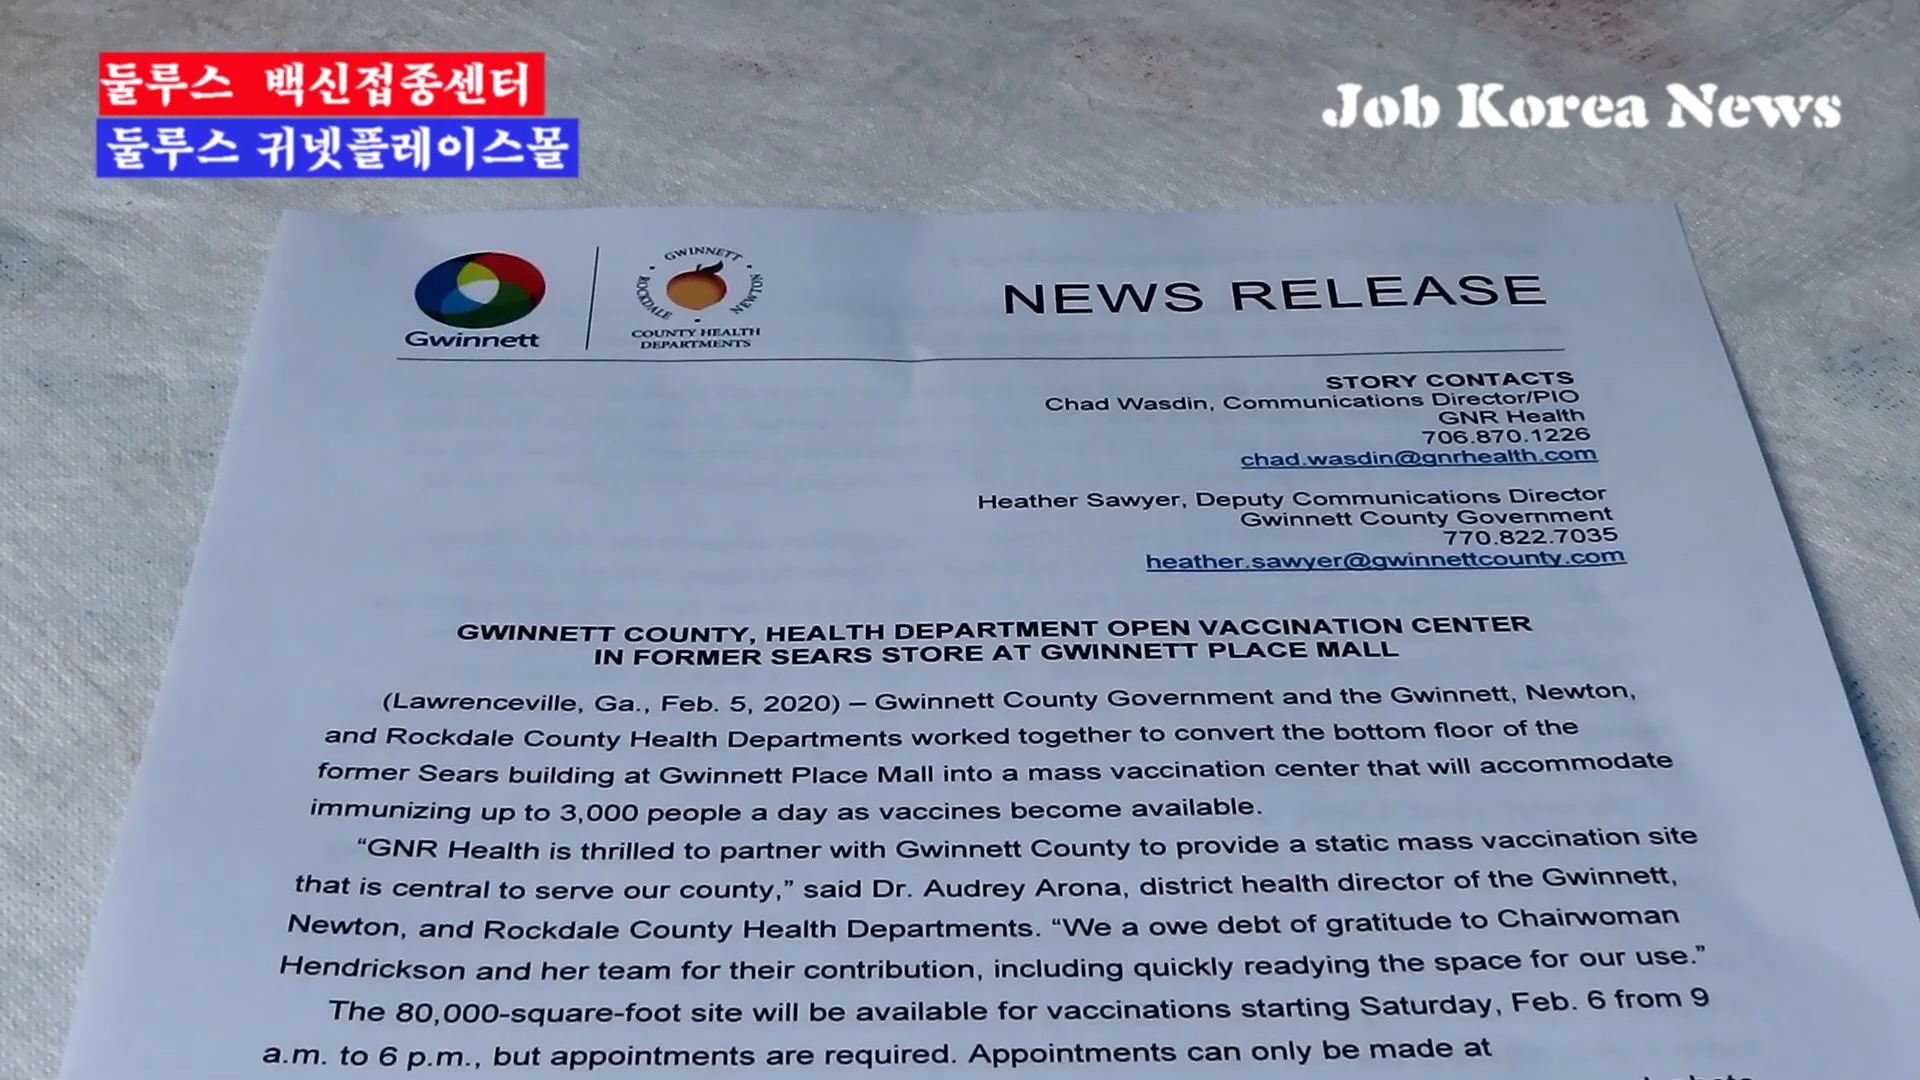 둘루스 백신접종센터
둘루스 귀넷플레이스몰
Job Korea News
Gwinnett
GWINNETT
ROCKDALE
NEWTON
COUNTY HEALTH
DEPARTMENTS
NEWS RELEASE
STORY CONTACTS
Chad Wasdin, Communications Director/PIO
GNR Health
706.870.1226
chad.wasdin@gnrhealth.com
Heather Sawyer, Deputy Communications Director
Gwinnett County Government
770.822.7035
heather.sawyer@gwinnettcounty.com
GWINNETT COUNTY, HEALTH DEPARTMENT OPEN VACCINATION CENTER
IN FORMER SEARS STORE AT GWINNETT PLACE MALL
(Lawrenceville, Ga., Feb. 5, 2020) – Gwinnett County Government and the Gwinnett, Newton,
and Rockdale County Health Departments worked together to convert the bottom floor of the
former Sears building at Gwinnett Place Mall into a mass vaccination center that will accommodate
immunizing up to 3,000 people a day as vaccines become available.
“GNR Health is thrilled to partner with Gwinnett County to provide a static mass vaccination site
that is central to serve our county,” said Dr. Audrey Arona, district health director of the Gwinnett,
Newton, and Rockdale County Health Departments. “We a owe debt of gratitude to Chairwoman
Hendrickson and her team for their contribution, including quickly readying the space for our use.”
The 80,000-square-foot site will be available for vaccinations starting Saturday, Feb. 6 from 9
a.m. to 6 p.m., but appointments are required. Appointments can only be made at